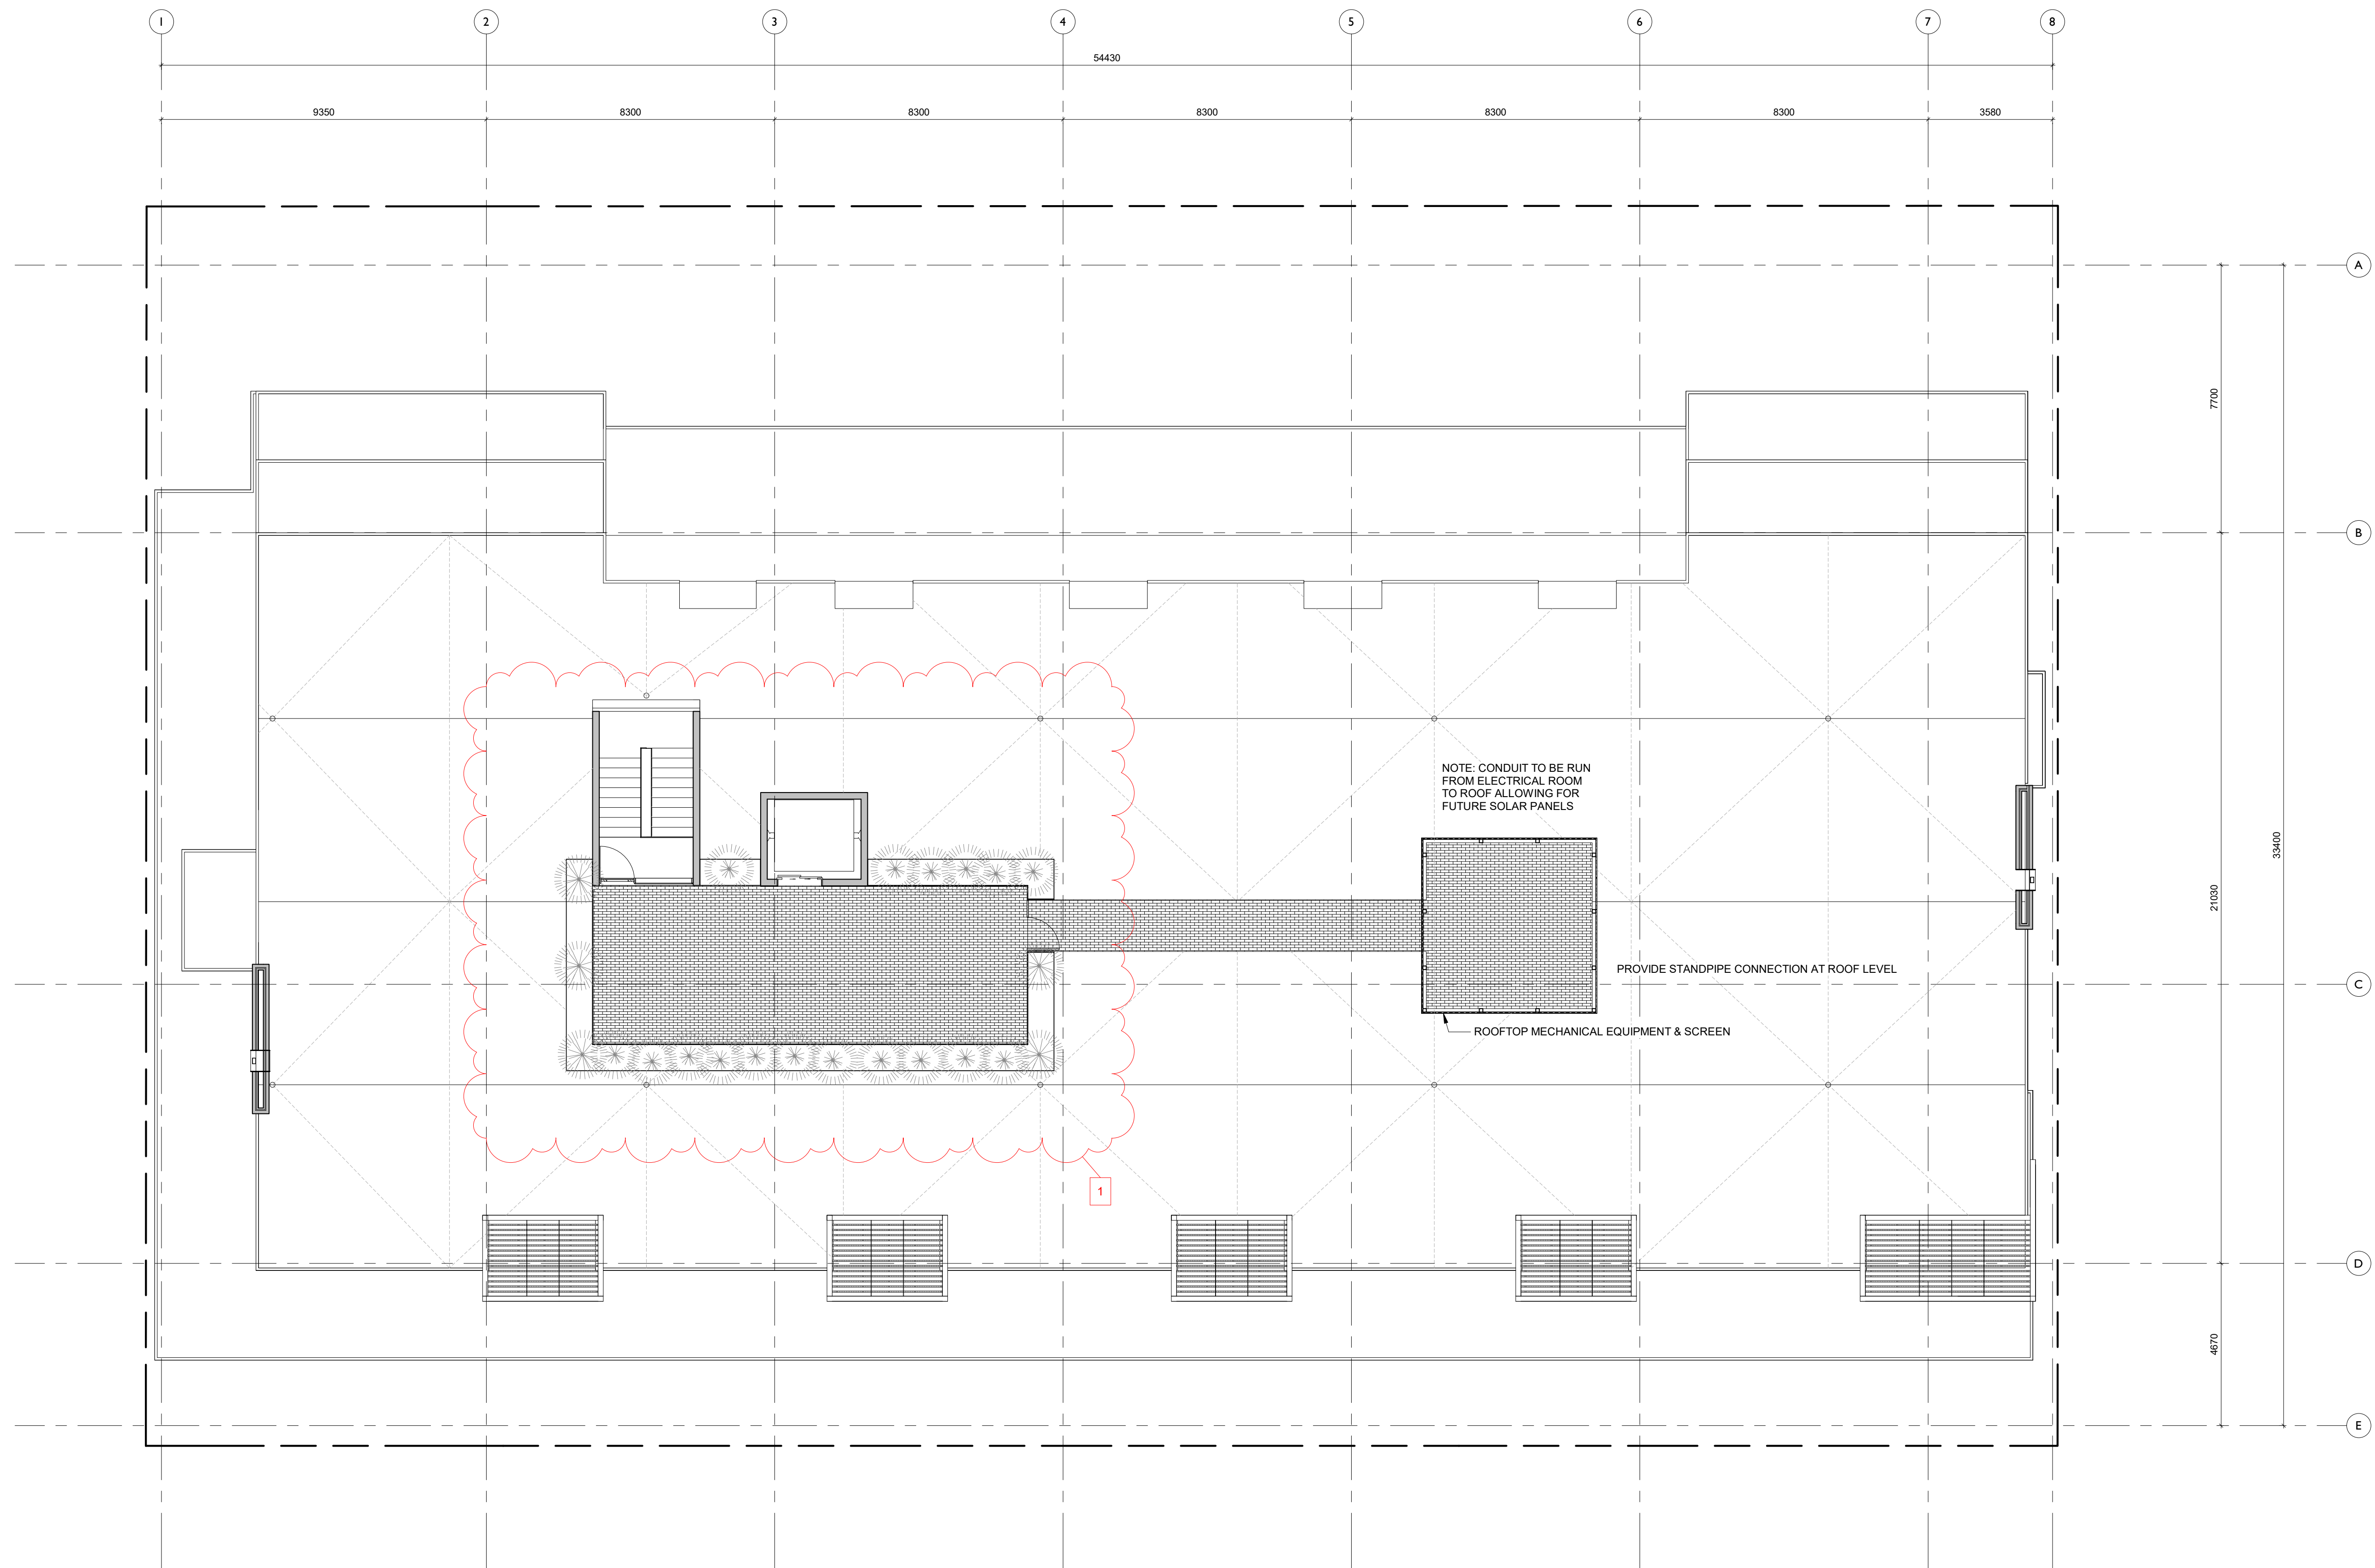 1 2 3 4 5 6 7 8
54430
9350 8300 8300 8300 8300 8300 3580
A
7700
B
NOTE: CONDUIT TO BE RUN
FROM ELECTRICAL ROOM
TO ROOF ALLOWING FOR
FUTURE SOLAR PANELS
33400
21030
PROVIDE STANDPIPE CONNECTION AT ROOF LEVEL
C
ROOFTOP MECHANICAL EQUIPMENT & SCREEN
1
D
4670
E